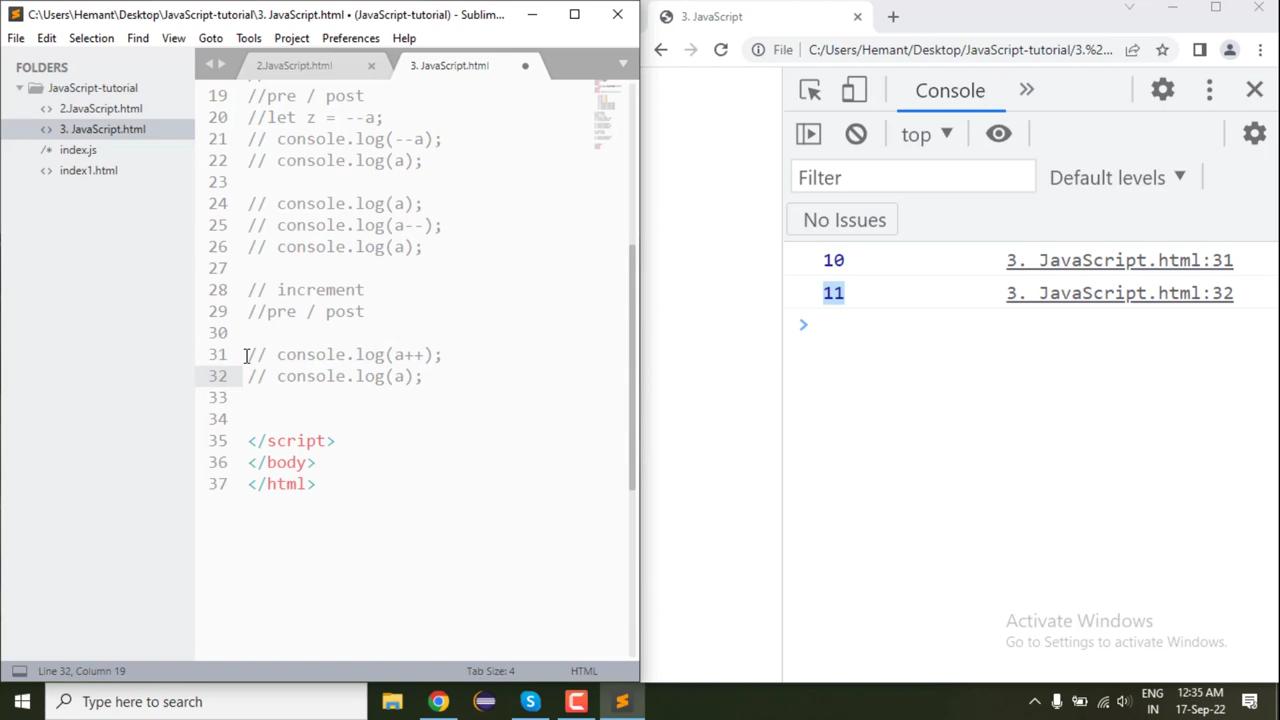 C:\Users\Hemant\Desktop\JavaScript-tutorial\3. JavaScript.html • (JavaScript-tutorial) - Sublim...
File Edit Selection Find View Goto Tools Project Preferences Help
FOLDERS
JavaScript-tutorial
2.JavaScript.html
3. JavaScript.html
index.js
index1.html
2.JavaScript.html
3. JavaScript.html
19 //pre / post
20 //let z = --a;
21 // console.log(--a);
22 // console.log(a);
23
24 // console.log(a);
25 // console.log(a--);
26 // console.log(a);
27
28 // increment
29 //pre / post
30
31 // console.log(a++);
32 // console.log(a);
33
34
35 </script>
36 </body>
37 </html>
Line 32, Column 19
Tab Size: 4
HTML
3. JavaScript
File C:/Users/Hemant/Desktop/JavaScript-tutorial/3.%2...
Console
top
Filter
Default levels
No Issues
10 3. JavaScript.html:31
11 3. JavaScript.html:32
Activate Windows
Go to Settings to activate Windows.
Type here to search
ENG
IN
12:35 AM
17-Sep-22